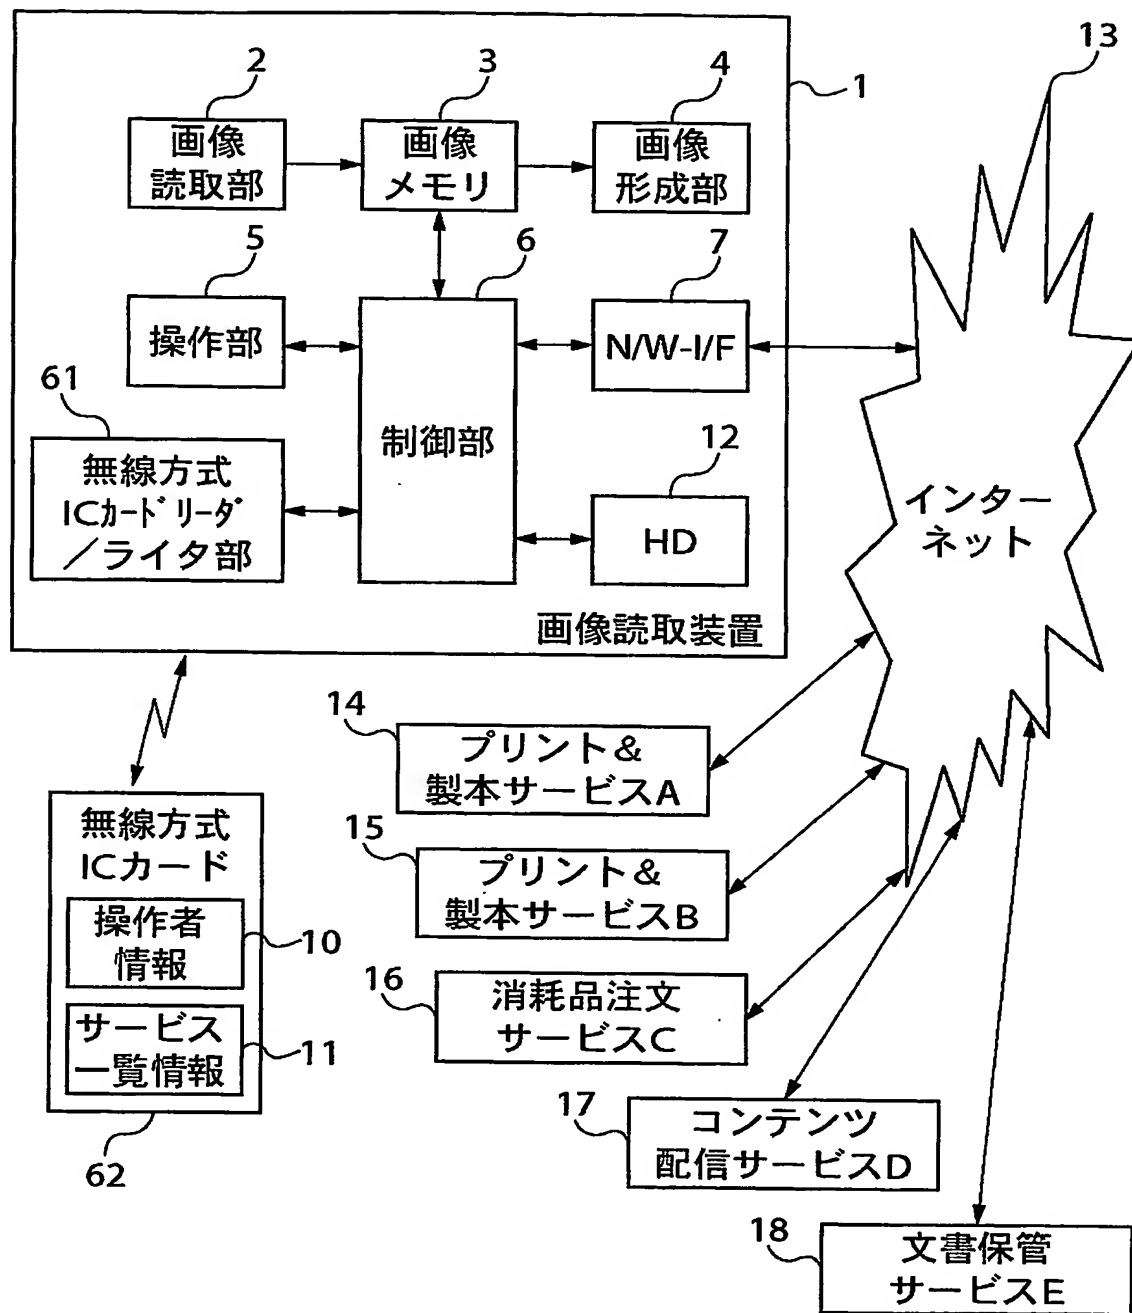 13
2
3
4
1
画像
読取部
画像
メモリ
画像
形成部
5
6
7
操作部
N/W-I/F
61
制御部
12
無線方式
ICカードリーダ
／ライタ部
HD
インター
ネット
画像読取装置
14
プリント&
製本サービスA
無線方式
ICカード
15
プリント&
製本サービスB
操作者
情報
10
16
消耗品注文
サービスC
サービス
一覧情報
11
17
コンテンツ
配信サービスD
62
18
文書保管
サービスE